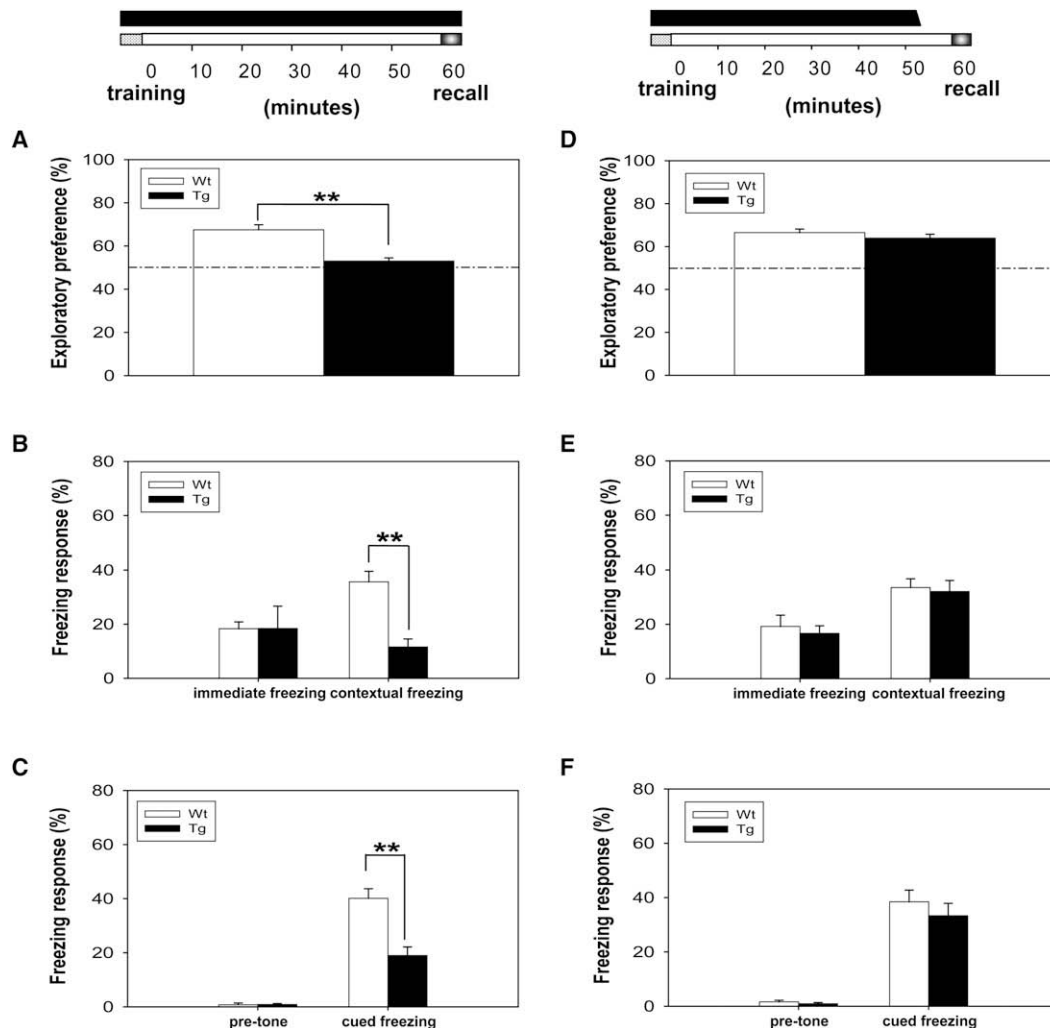 0 10 20 30 40 50 60
training (minutes) recall
0 10 20 30 40 50 60
training (minutes) recall
A
Exploratory preference (%)
100
80
60
40
20
0
Wt
Tg
**
D
Exploratory preference (%)
100
80
60
40
20
0
Wt
Tg
B
Freezing response (%)
80
60
40
20
0
Wt
Tg
**
immediate freezing contextual freezing
E
Freezing response (%)
80
60
40
20
0
Wt
Tg
immediate freezing contextual freezing
C
Freezing response (%)
80
60
40
20
0
Wt
Tg
**
pre-tone cued freezing
F
Freezing response (%)
80
60
40
20
0
Wt
Tg
pre-tone cued freezing